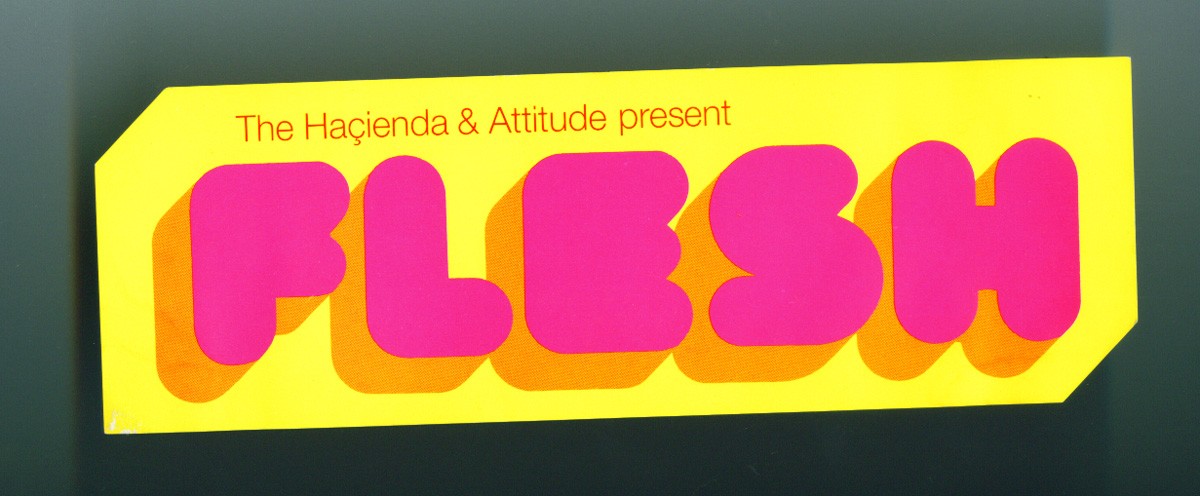 The Haçienda & Attitude present
FLESH